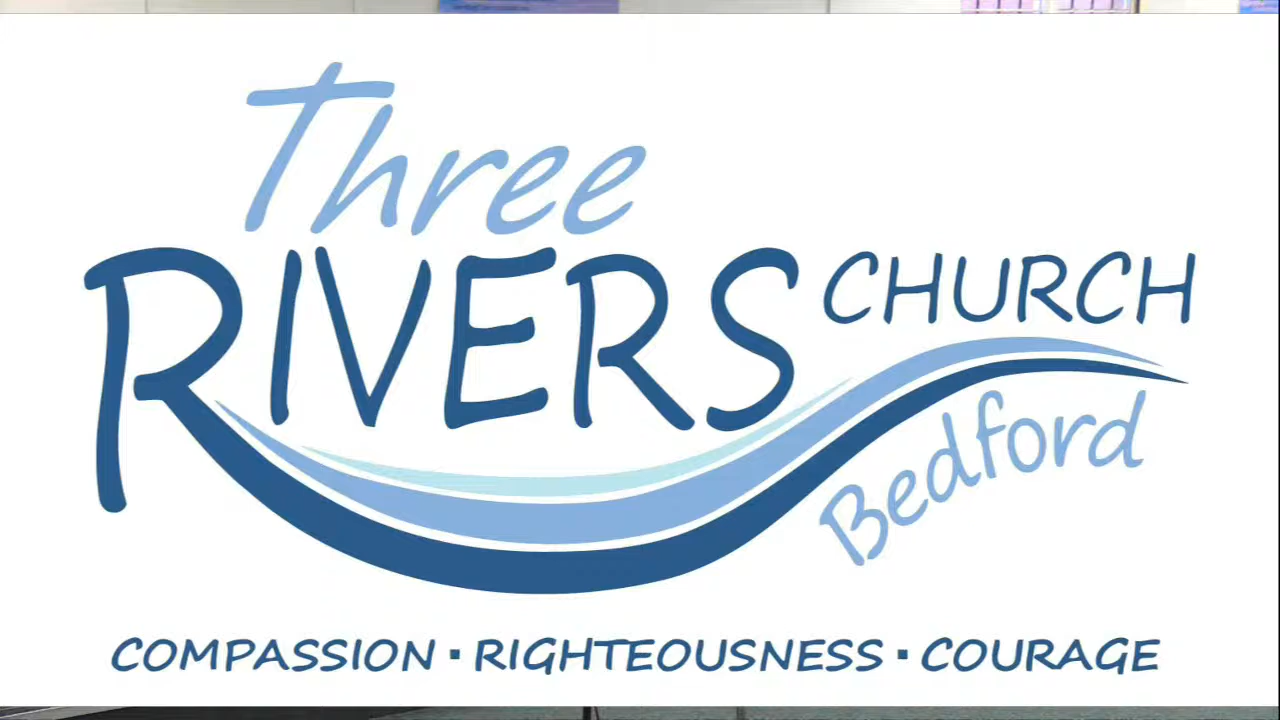 Three
RIVERS CHURCH
Bedford
COMPASSION ▪ RIGHTEOUSNESS ▪ COURAGE